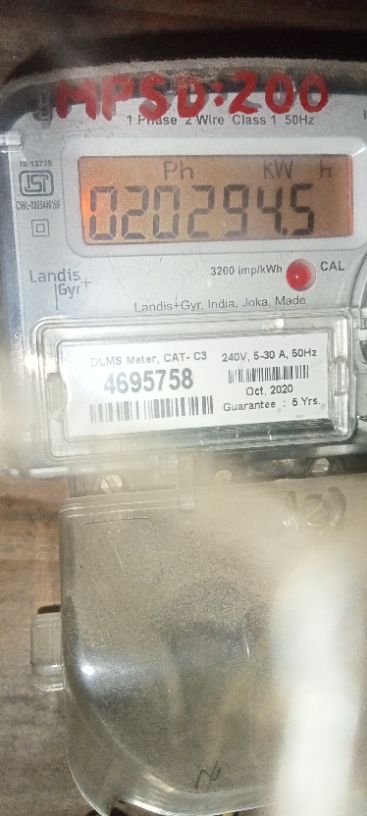 MPSD:200
1 Phase 2 Wire Class 1 50Hz
IS 13779
Ph KW h
020294.5
3200 imp/kWh CAL
Landis
Gyr+
Landis+Gyr, India, Joka, Made
DLMS Meter, CAT- C3 240V, 5-30 A, 50Hz
4695758
Oct, 2020
Guarantee : 5 Yrs.